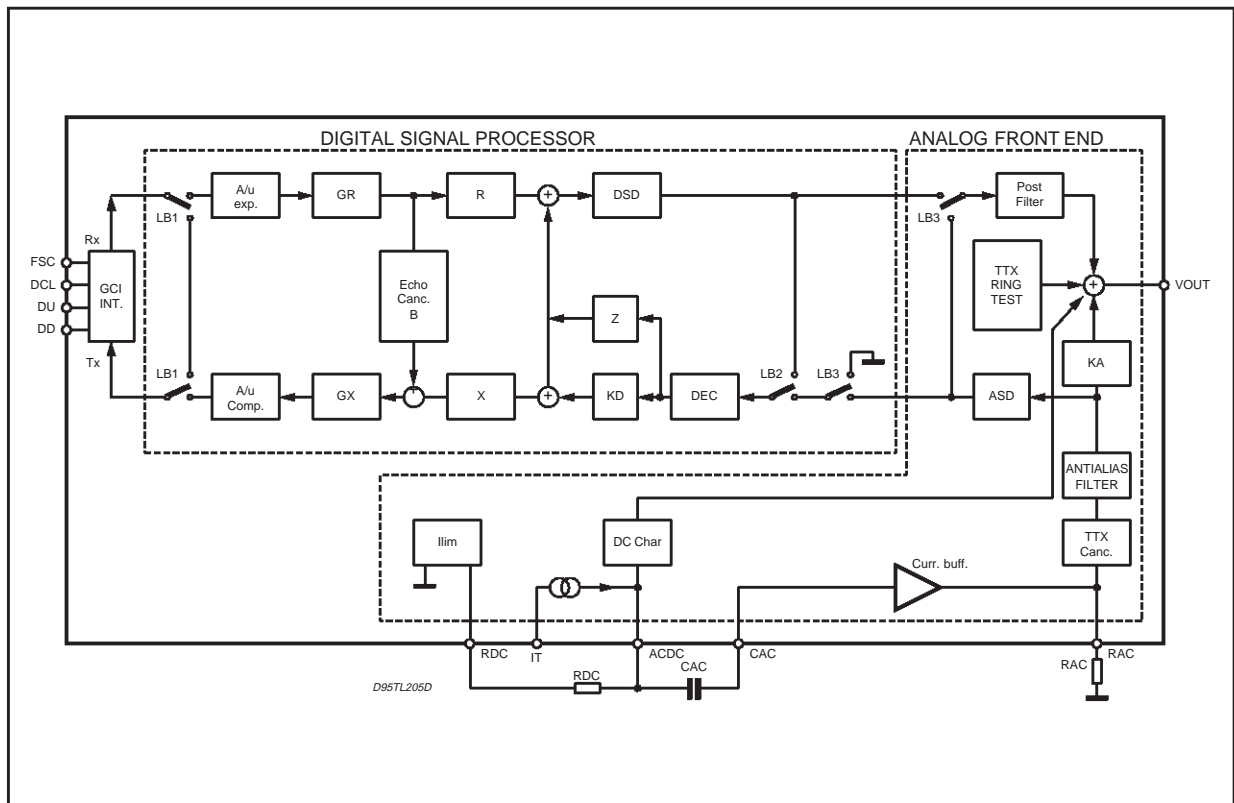 DIGITAL SIGNAL PROCESSOR
ANALOG FRONT END
A/u
exp.
GR
R
+
DSD
Post
Filter
LB1
LB3
Rx
FSC
DCL
DU
DD
GCI
INT.
Echo
Canc.
B
TTX
RING
TEST
+
VOUT
Z
Tx
LB1
A/u
Comp.
GX
+
X
+
KD
DEC
LB2
LB3
ASD
KA
ANTIALIAS
FILTER
Ilim
DC Char
Curr. buff.
TTX
Canc.
RDC
IT
ACDC
CAC
RAC
D95TL205D
RDC
CAC
RAC